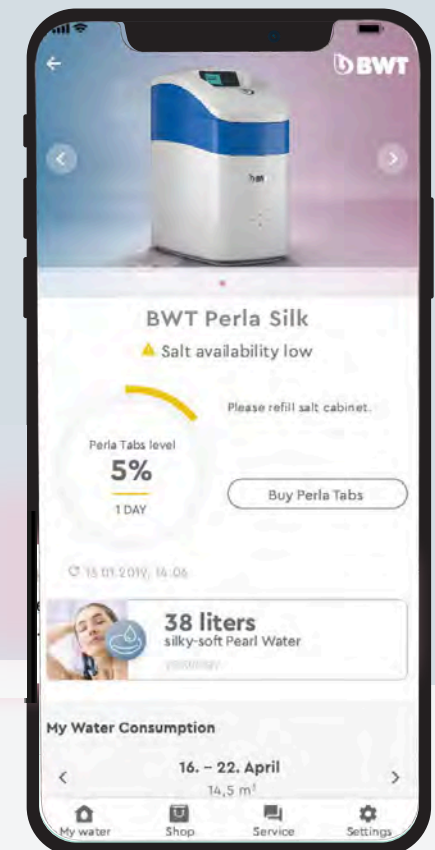 BWT
bwt
BWT Perla Silk
Salt availability low
Please refill salt cabinet.
Perla Tabs level
5%
1 DAY
Buy Perla Tabs
38 liters
silky-soft Pearl Water
My Water Consumption
16. – 22. April
14,5 m³
My water
Shop
Service
Settings